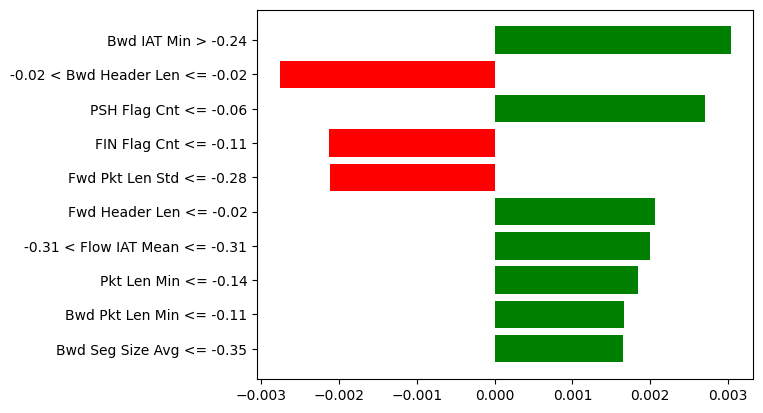 Bwd IAT Min > -0.24
-0.02 < Bwd Header Len <= -0.02
PSH Flag Cnt <= -0.06
FIN Flag Cnt <= -0.11
Fwd Pkt Len Std <= -0.28
Fwd Header Len <= -0.02
-0.31 < Flow IAT Mean <= -0.31
Pkt Len Min <= -0.14
Bwd Pkt Len Min <= -0.11
Bwd Seg Size Avg <= -0.35
−0.003 −0.002 −0.001 0.000 0.001 0.002 0.003